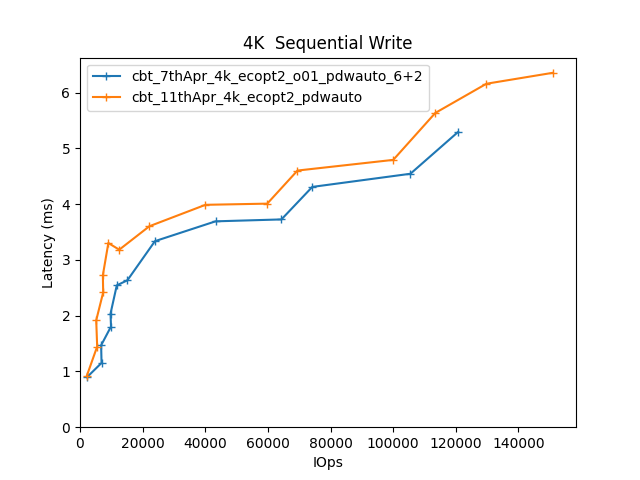 4K  Sequential Write
cbt_7thApr_4k_ecopt2_o01_pdwauto_6+2
cbt_11thApr_4k_ecopt2_pdwauto
Latency (ms)
6
5
4
3
2
1
0
0 20000 40000 60000 80000 100000 120000 140000
IOps